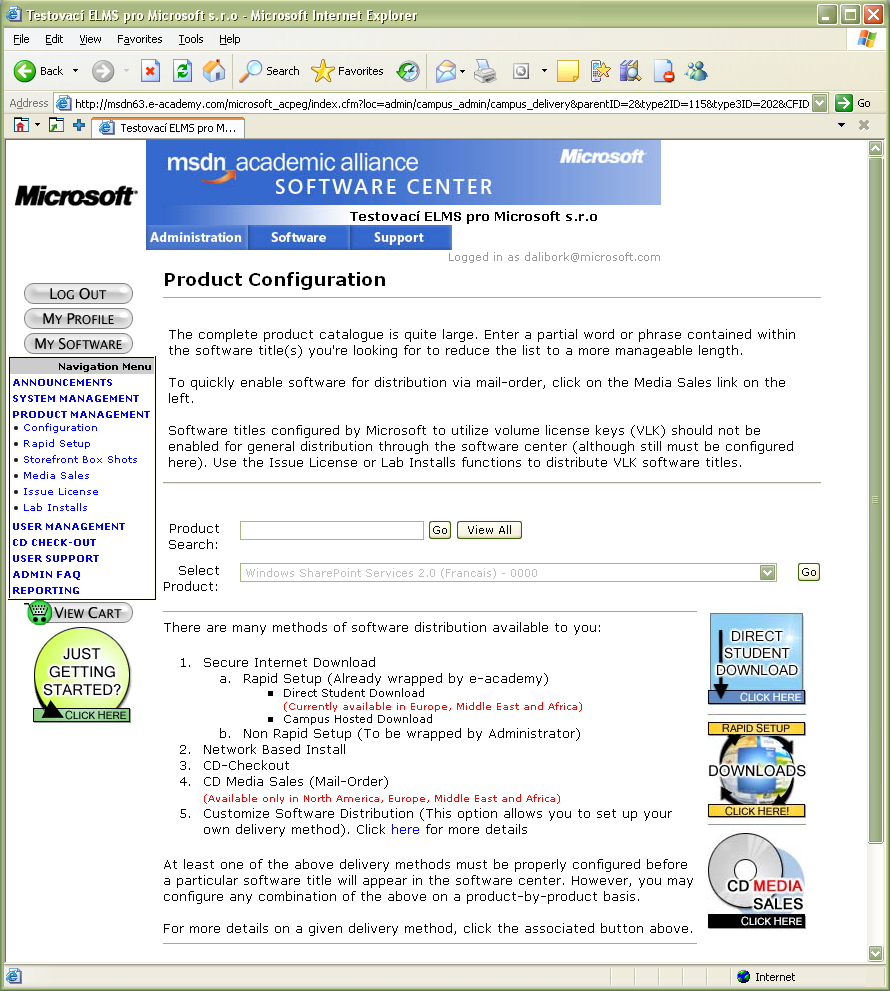 Testovací ELMS pro Microsoft s.r.o - Microsoft Internet Explorer
File Edit View Favorites Tools Help
Back Search Favorites
Address http://msdn63.e-academy.com/microsoft_acpeg/index.cfm?loc=admin/campus_admin/campus_delivery&parentID=2&type2ID=115&type3ID=202&CFID Go
Testovací ELMS pro M...
Microsoft
msdn academic alliance
SOFTWARE CENTER
Microsoft
Testovací ELMS pro Microsoft s.r.o
Administration Software Support
Logged in as dalibork@microsoft.com
LOG OUT
MY PROFILE
MY SOFTWARE
Navigation Menu
ANNOUNCEMENTS
SYSTEM MANAGEMENT
PRODUCT MANAGEMENT
• Configuration
• Rapid Setup
• Storefront Box Shots
• Media Sales
• Issue License
• Lab Installs
USER MANAGEMENT
CD CHECK-OUT
USER SUPPORT
ADMIN FAQ
REPORTING
VIEW CART
JUST
GETTING
STARTED?
CLICK HERE
Product Configuration
The complete product catalogue is quite large. Enter a partial word or phrase contained within
the software title(s) you're looking for to reduce the list to a more manageable length.
To quickly enable software for distribution via mail-order, click on the Media Sales link on the
left.
Software titles configured by Microsoft to utilize volume license keys (VLK) should not be
enabled for general distribution through the software center (although still must be configured
here). Use the Issue License or Lab Installs functions to distribute VLK software titles.
Product
Search:
Go View All
Select
Product:
Windows SharePoint Services 2.0 (Francais) - 0000 Go
There are many methods of software distribution available to you:
1. Secure Internet Download
a. Rapid Setup (Already wrapped by e-academy)
▪ Direct Student Download
(Currently available in Europe, Middle East and Africa)
▪ Campus Hosted Download
b. Non Rapid Setup (To be wrapped by Administrator)
2. Network Based Install
3. CD-Checkout
4. CD Media Sales (Mail-Order)
(Available only in North America, Europe, Middle East and Africa)
5. Customize Software Distribution (This option allows you to set up your
own delivery method). Click here for more details
At least one of the above delivery methods must be properly configured before
a particular software title will appear in the software center. However, you may
configure any combination of the above on a product-by-product basis.
For more details on a given delivery method, click the associated button above.
DIRECT
STUDENT
DOWNLOAD
CLICK HERE
RAPID SETUP
DOWNLOADS
CLICK HERE!
CD MEDIA
SALES
CLICK HERE
Internet